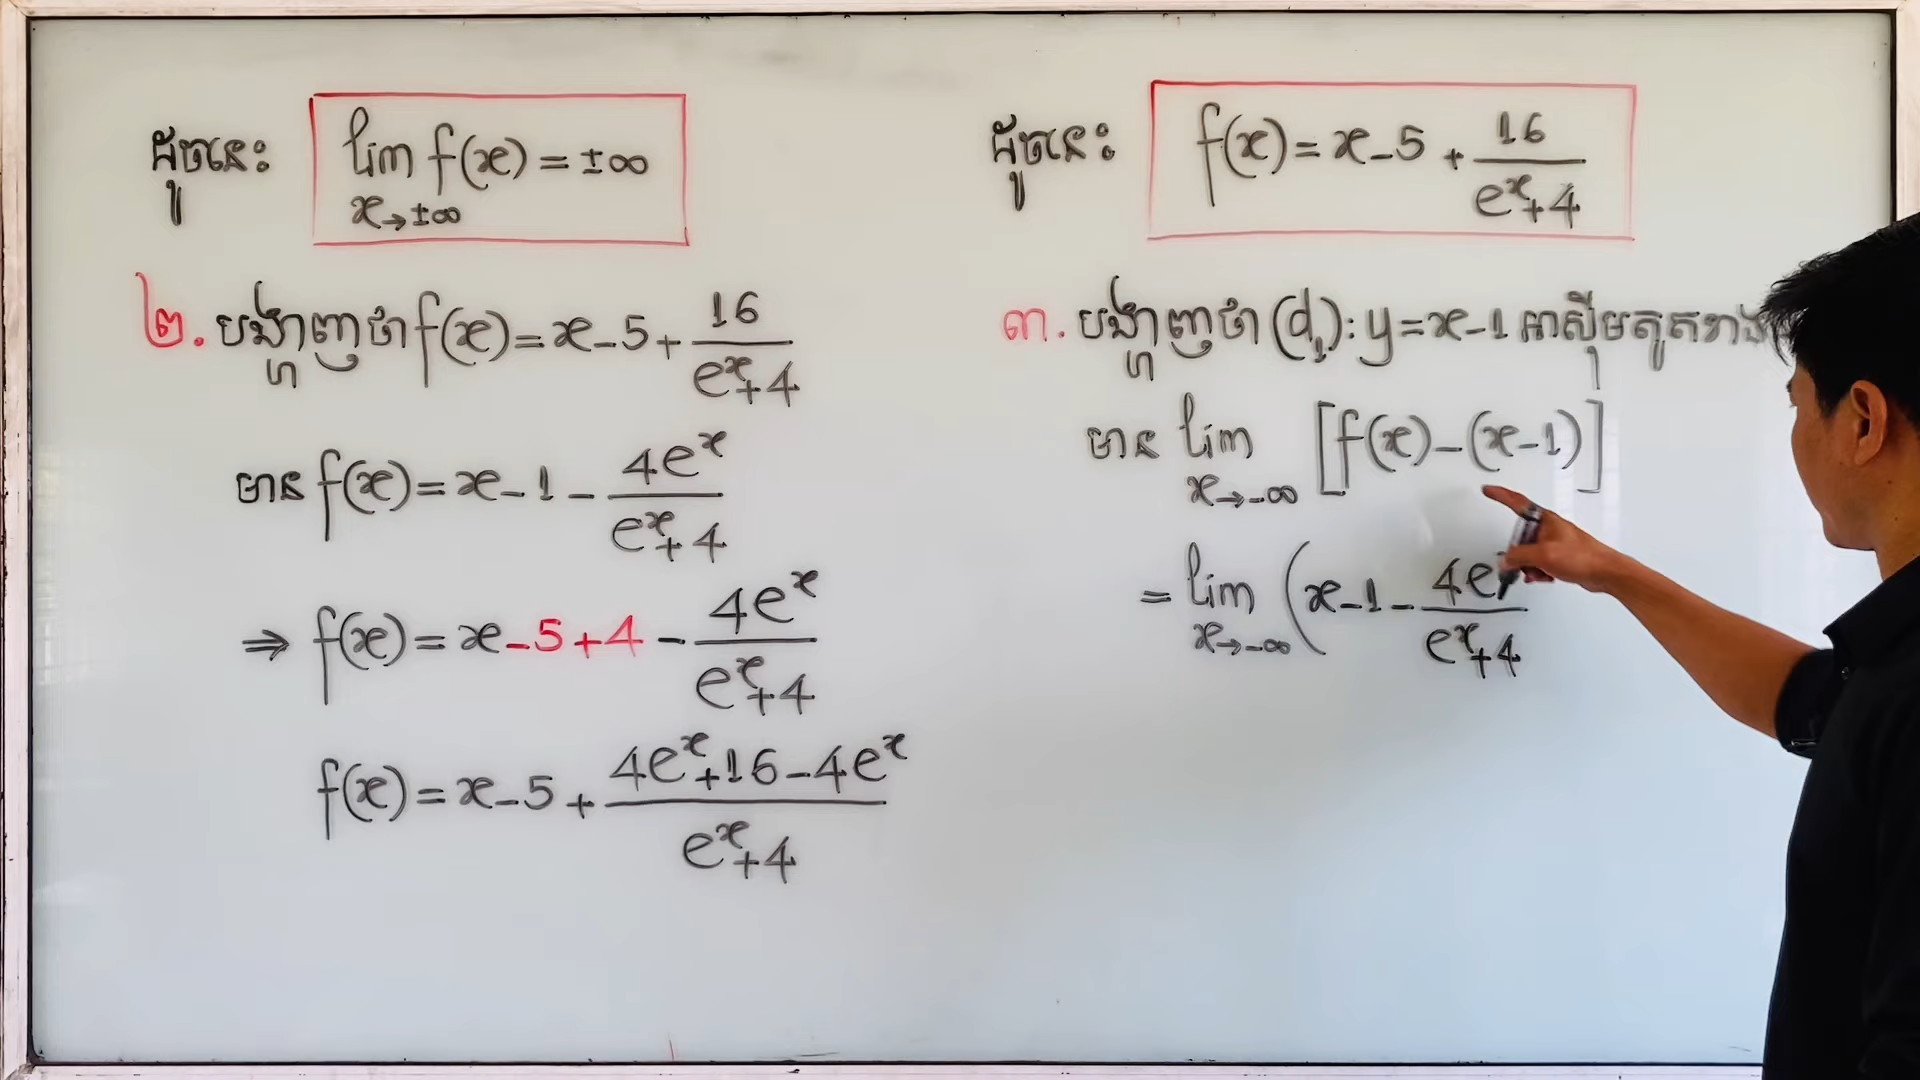 ដូចនេះ lim f(x) = ±∞
x→±∞
២. បង្ហាញថា f(x) = x - 5 + 16/(eˣ + 4)
មាន f(x) = x - 1 - 4eˣ/(eˣ + 4)
⇒ f(x) = x - 5 + 4 - 4eˣ/(eˣ + 4)
f(x) = x - 5 + (4eˣ + 16 - 4eˣ)/(eˣ + 4)
ដូចនេះ f(x) = x - 5 + 16/(eˣ + 4)
៣. បង្ហាញថា (d₁): y = x - 1 អាស៊ីមតូត
មាន lim [f(x) - (x - 1)]
x→-∞
= lim (x - 1 - 4e/(eˣ + 4)
x→-∞